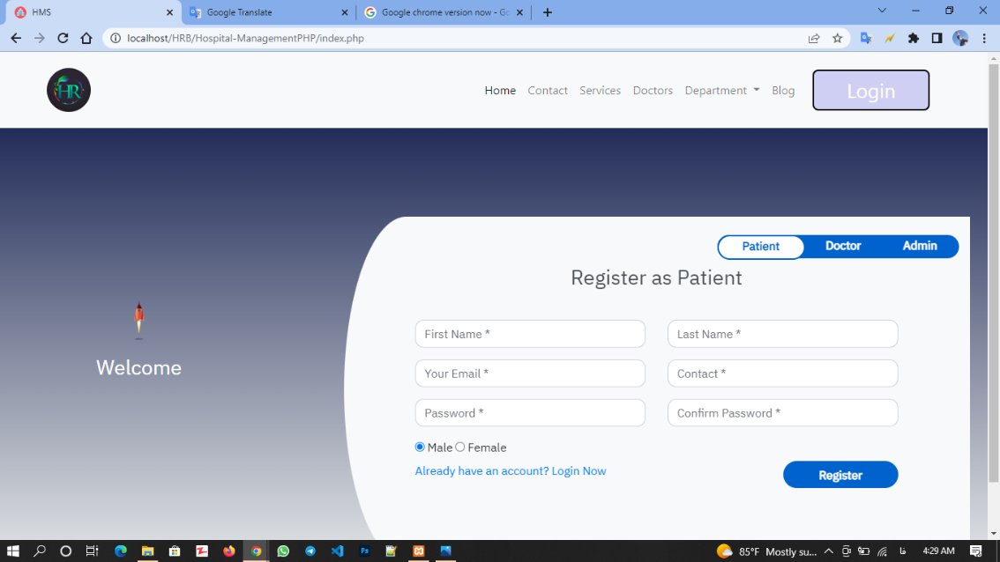 HMS
Google Translate
Google chrome version now - Go
localhost/HRB/Hospital-ManagementPHP/index.php
HR
Home Contact Services Doctors Department Blog Login
Patient Doctor Admin
Register as Patient
First Name * Last Name *
Your Email * Contact *
Welcome
Password * Confirm Password *
Male Female
Already have an account? Login Now
Register
85°F Mostly su... فا 4:29 AM